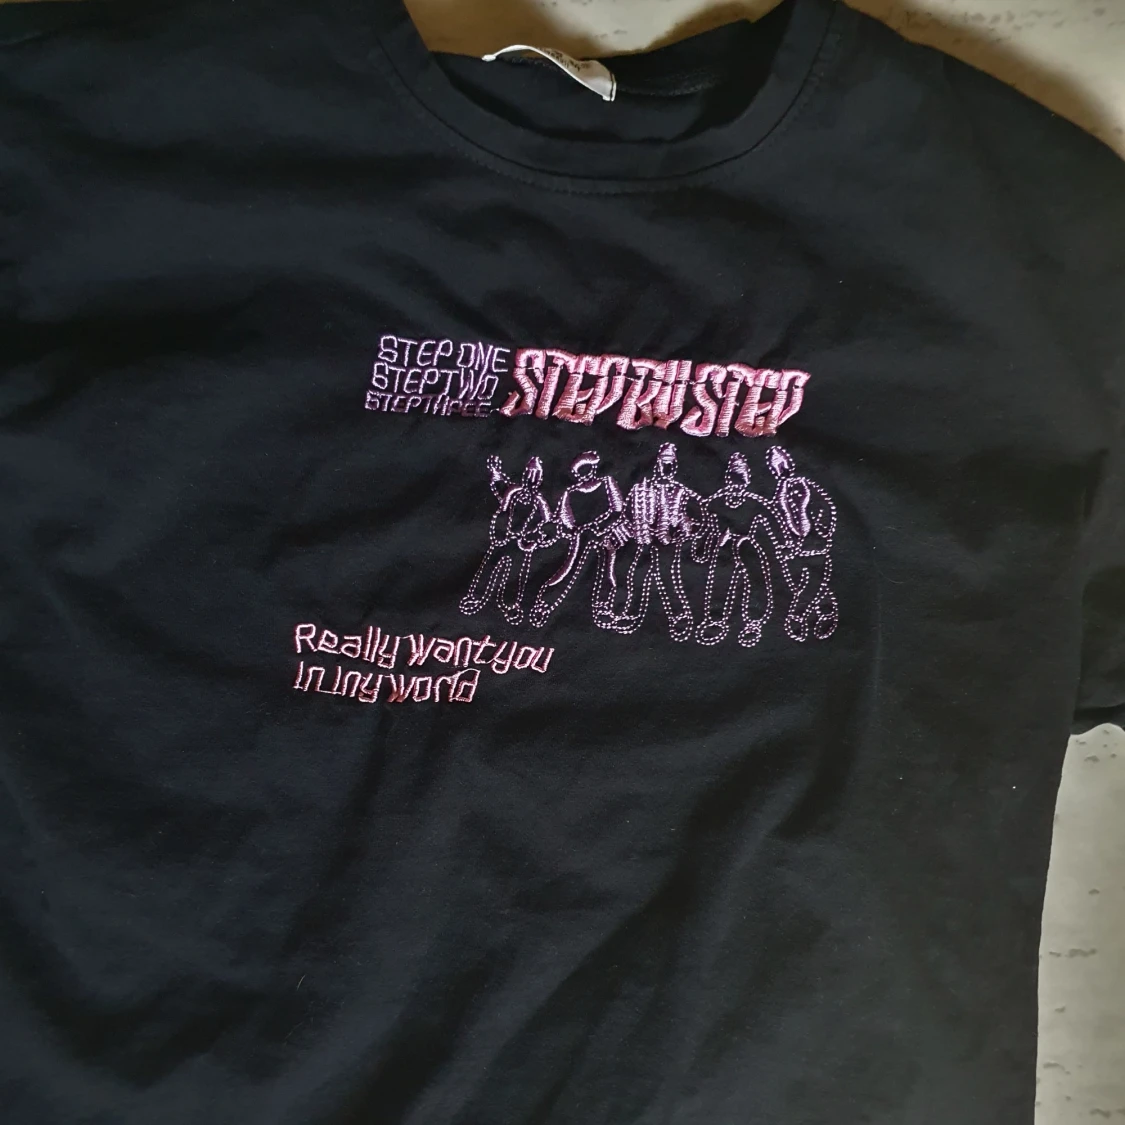 STEP ONE
STEP TWO
STEP THREE
STEP BY STEP
Really Want you
In my world